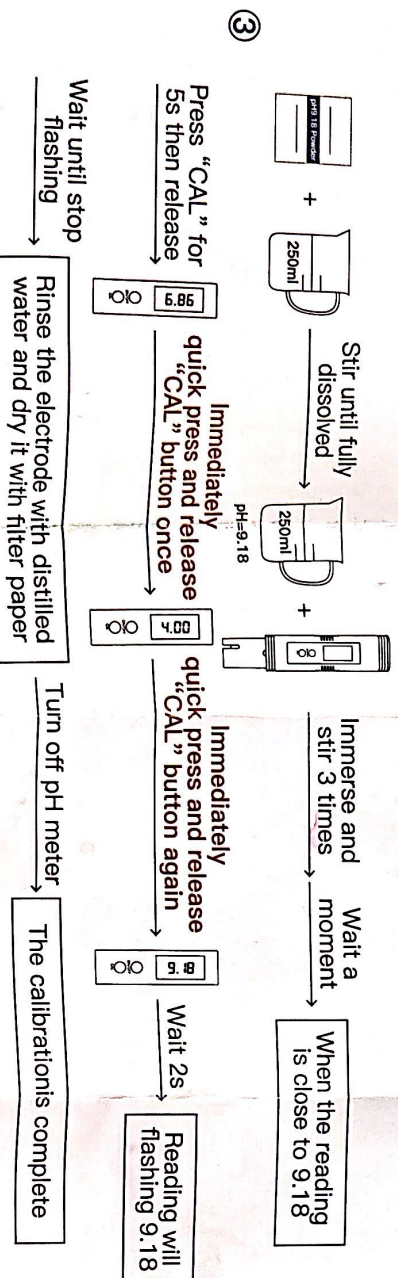 ③
pH9.18 Powder
+
250ml
Stir until fully
dissolved
250ml
pH=9.18
+
Immerse and
stir 3 times
Wait a
moment
When the reading
is close to 9.18
Press “CAL” for
5s then release
6.86
Immediately
quick press and release
“CAL” button once
4.00
Immediately
quick press and release
“CAL” button again
9.18
Wait 2s
Reading will
flashing 9.18
Wait until stop
flashing
Rinse the electrode with distilled
water and dry it with filter paper
Turn off pH meter
The calibrationis complete